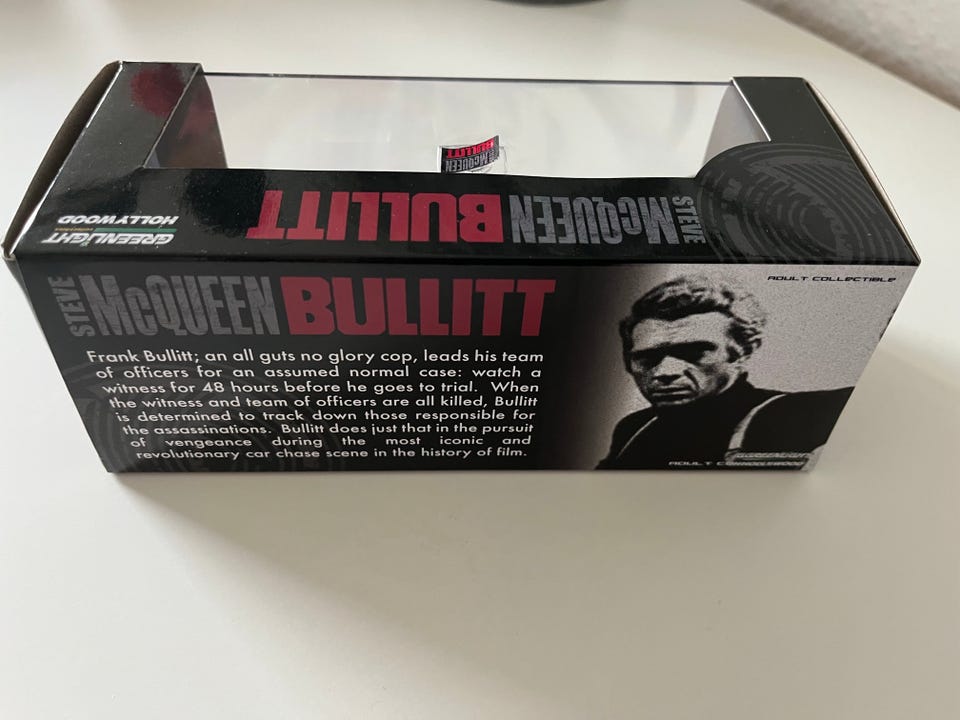 BULLITT
McQUEEN
GREENLIGHT
HOLLYWOOD
STEVE McQUEEN BULLITT
STEVE McQUEEN BULLITT
ADULT COLLECTIBLE
Frank Bullitt; an all guts no glory cop, leads his team
of officers for an assumed normal case: watch a
witness for 48 hours before he goes to trial. When
the witness and team of officers are all killed, Bullitt
is determined to track down those responsible for
the assassinations. Bullitt does just that in the pursuit
of vengeance during the most iconic and
revolutionary car chase scene in the history of film.
ADULT